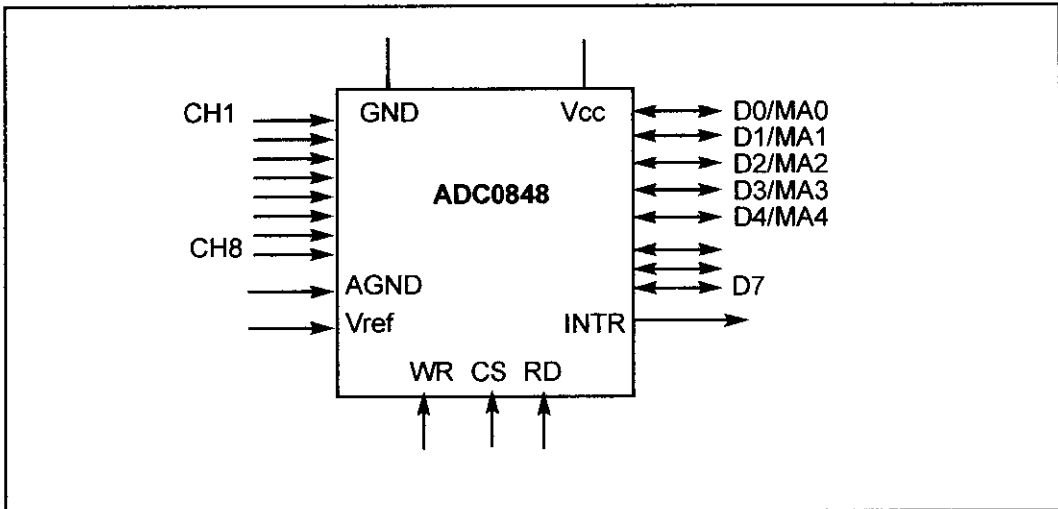 CH1
CH8
GND
Vcc
ADC0848
AGND
Vref
INTR
WR CS RD
D0/MA0
D1/MA1
D2/MA2
D3/MA3
D4/MA4
D7